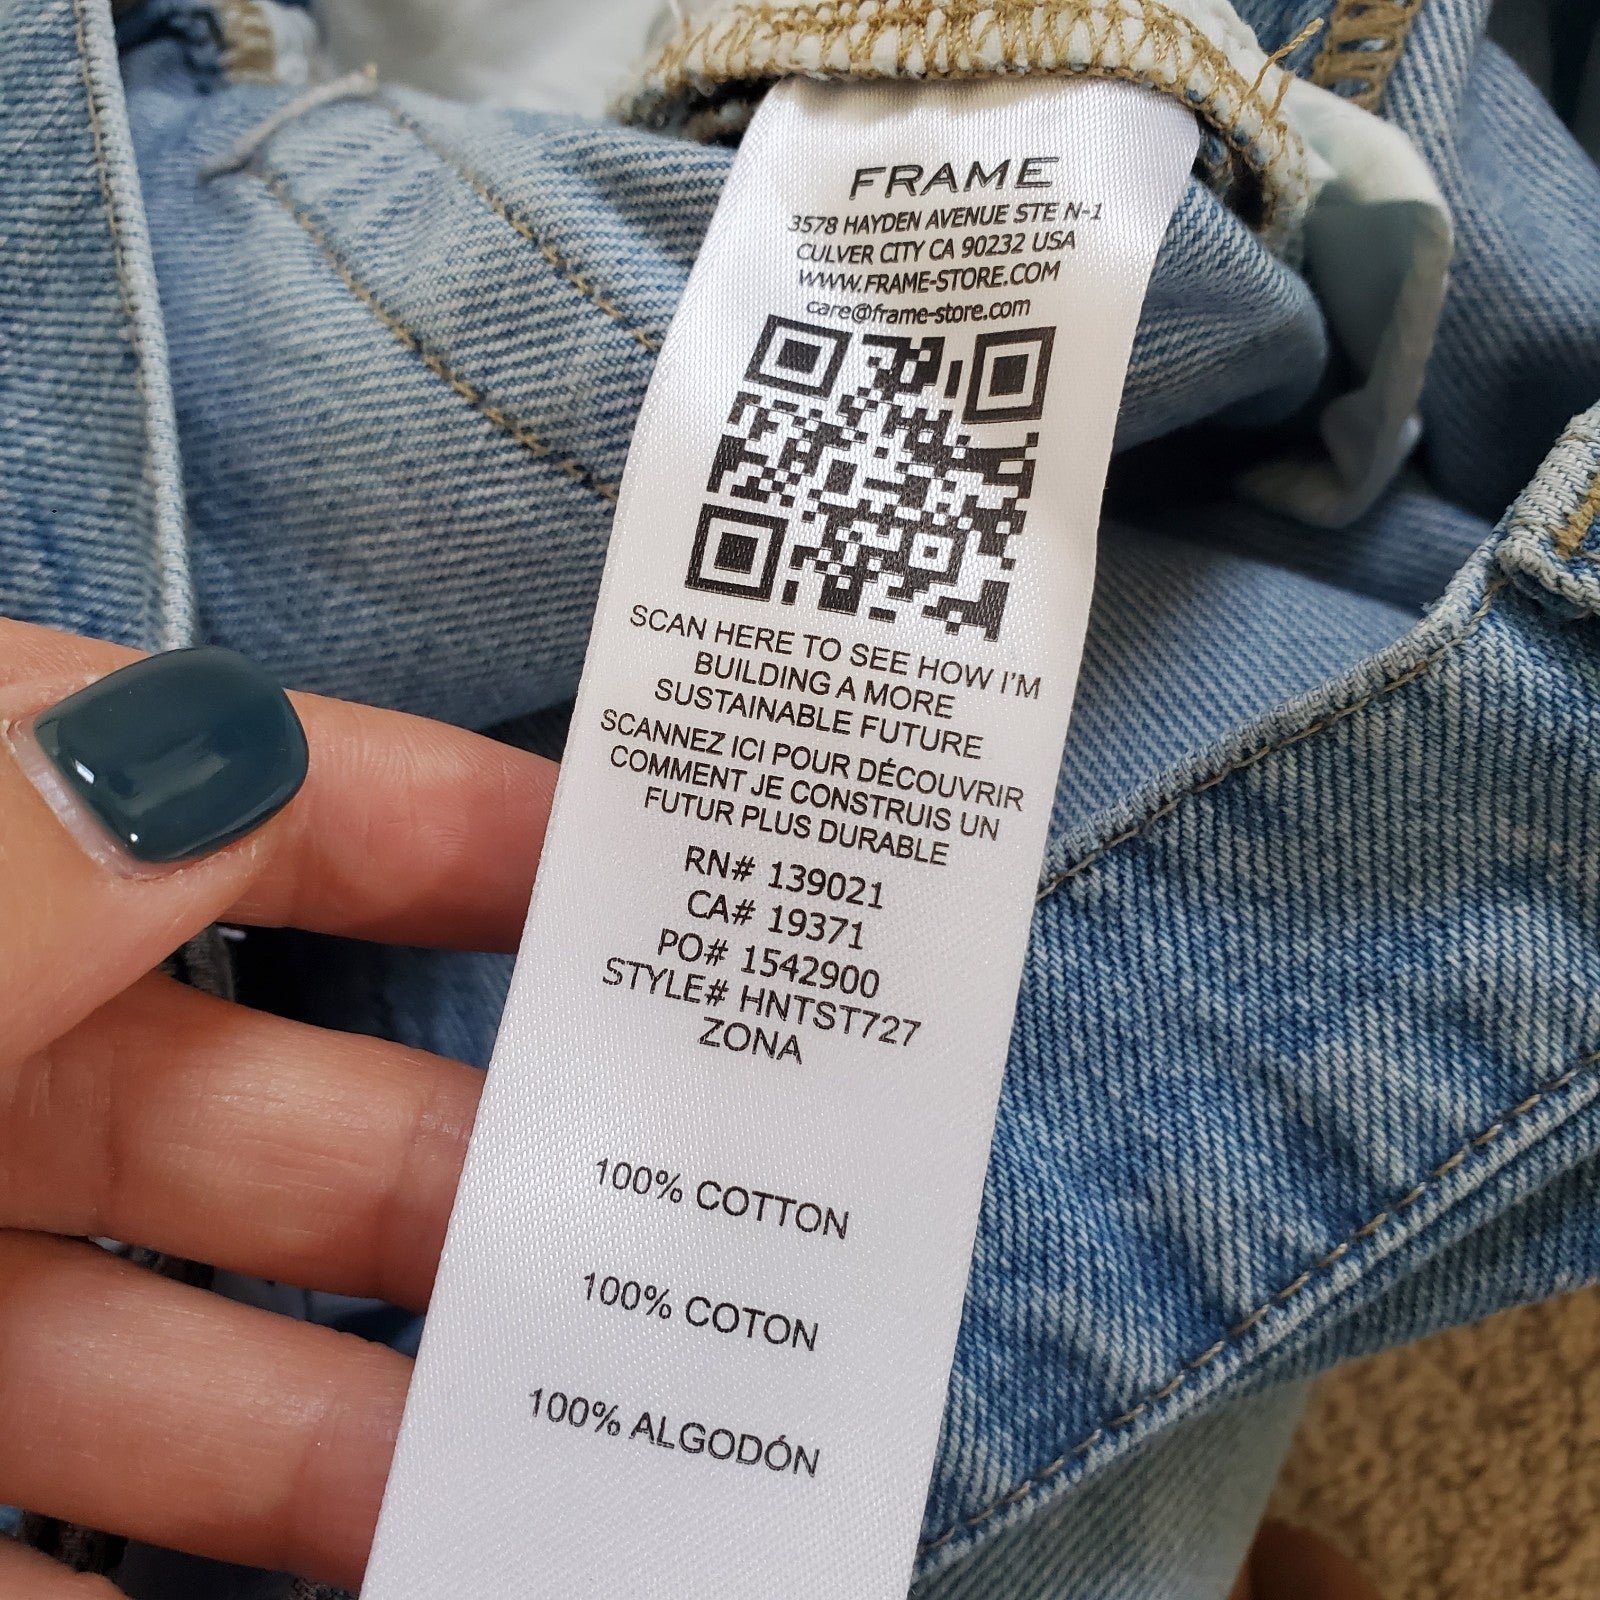 FRAME
3578 HAYDEN AVENUE STE N-1
CULVER CITY CA 90232 USA
WWW.FRAME-STORE.COM
care@frame-store.com
SCAN HERE TO SEE HOW I'M
BUILDING A MORE
SUSTAINABLE FUTURE
SCANNEZ ICI POUR DÉCOUVRIR
COMMENT JE CONSTRUIS UN
FUTUR PLUS DURABLE
RN# 139021
CA# 19371
PO# 1542900
STYLE# HNTST727
ZONA
100% COTTON
100% COTON
100% ALGODÓN